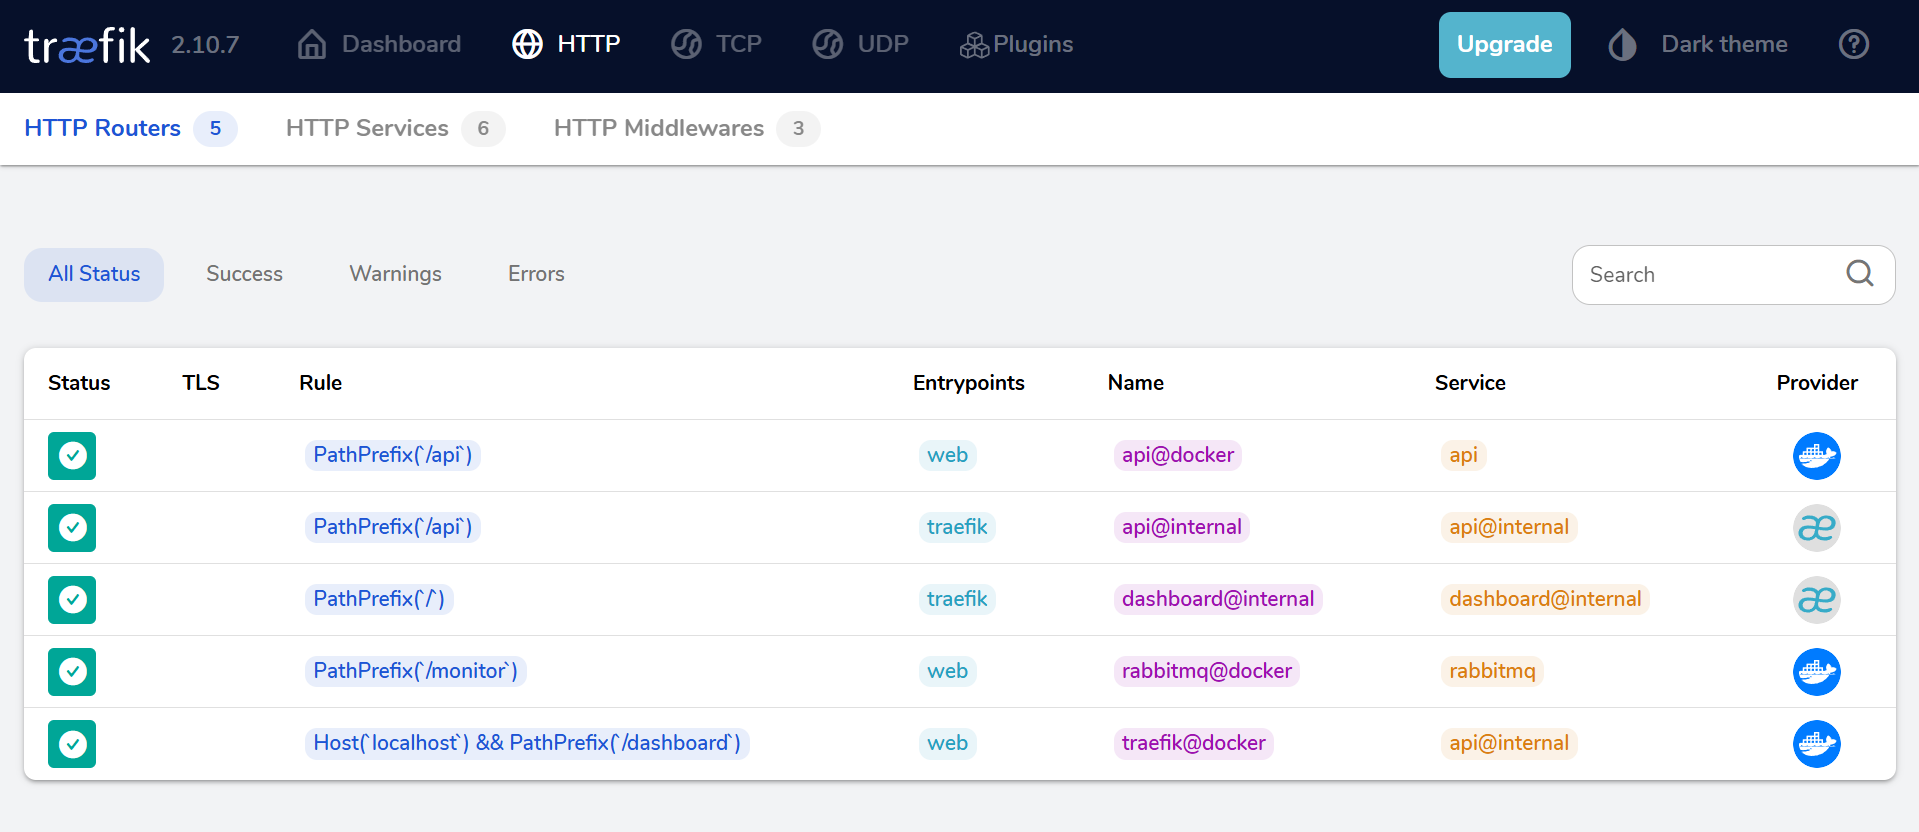 træfik 2.10.7 Dashboard HTTP TCP UDP Plugins Upgrade Dark theme ?
HTTP Routers 5 HTTP Services 6 HTTP Middlewares 3
All Status Success Warnings Errors Search
Status TLS Rule Entrypoints Name Service Provider
PathPrefix(`/api`) web api@docker api
PathPrefix(`/api`) traefik api@internal api@internal æ
PathPrefix(`/`) traefik dashboard@internal dashboard@internal æ
PathPrefix(`/monitor`) web rabbitmq@docker rabbitmq
Host(`localhost`) && PathPrefix(`/dashboard`) web traefik@docker api@internal